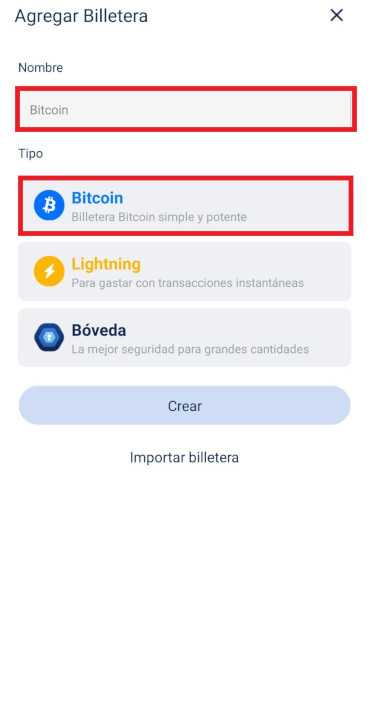 Agregar Billetera
Nombre
Bitcoin
Tipo
Bitcoin
Billetera Bitcoin simple y potente
Lightning
Para gastar con transacciones instantáneas
Bóveda
La mejor seguridad para grandes cantidades
Crear
Importar billetera